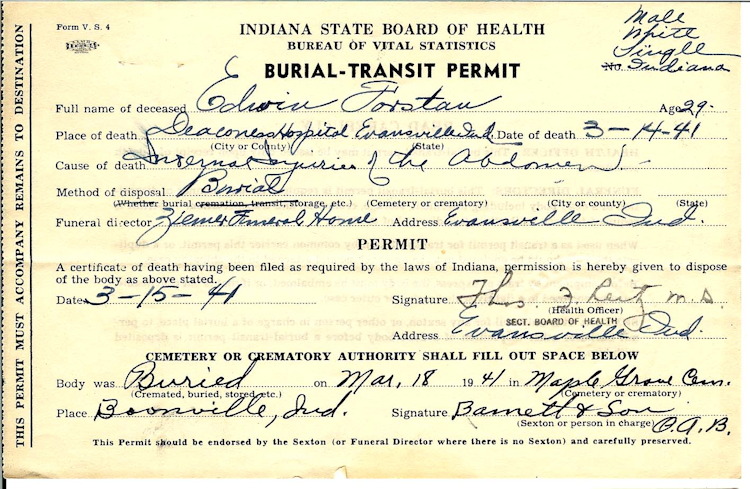 Form V. S. 4
INDIANA STATE BOARD OF HEALTH
BUREAU OF VITAL STATISTICS
BURIAL-TRANSIT PERMIT
Male
White
Single
No. Indiana
Full name of deceased Edwin Forstau Age 29.
Place of death Deaconess Hospital Evansville Ind. Date of death 3-14-41
(City or County) (State)
Cause of death Internal Injuries of the Abdomen.
Method of disposal Burial
(Whether burial cremation, transit, storage, etc.) (Cemetery or crematory) (City or county) (State)
Funeral director Ziemer Funeral Home Address Evansville Ind.
PERMIT
A certificate of death having been filed as required by the laws of Indiana, permission is hereby given to dispose
of the body as above stated.
Date 3-15-41 Signature Thos M.D.
(Health Officer)
SECT. BOARD OF HEALTH
Address Evansville Ind.
CEMETERY OR CREMATORY AUTHORITY SHALL FILL OUT SPACE BELOW
Body was Buried on Mar, 18 1941 in Maple Grove Cem.
(Cremated, buried, stored, etc.) (Cemetery or crematory)
Place Boonville, Ind. Signature Barnett & Son
(Sexton or person in charge) C.A.B.
This Permit should be endorsed by the Sexton (or Funeral Director where there is no Sexton) and carefully preserved.
THIS PERMIT MUST ACCOMPANY REMAINS TO DESTINATION